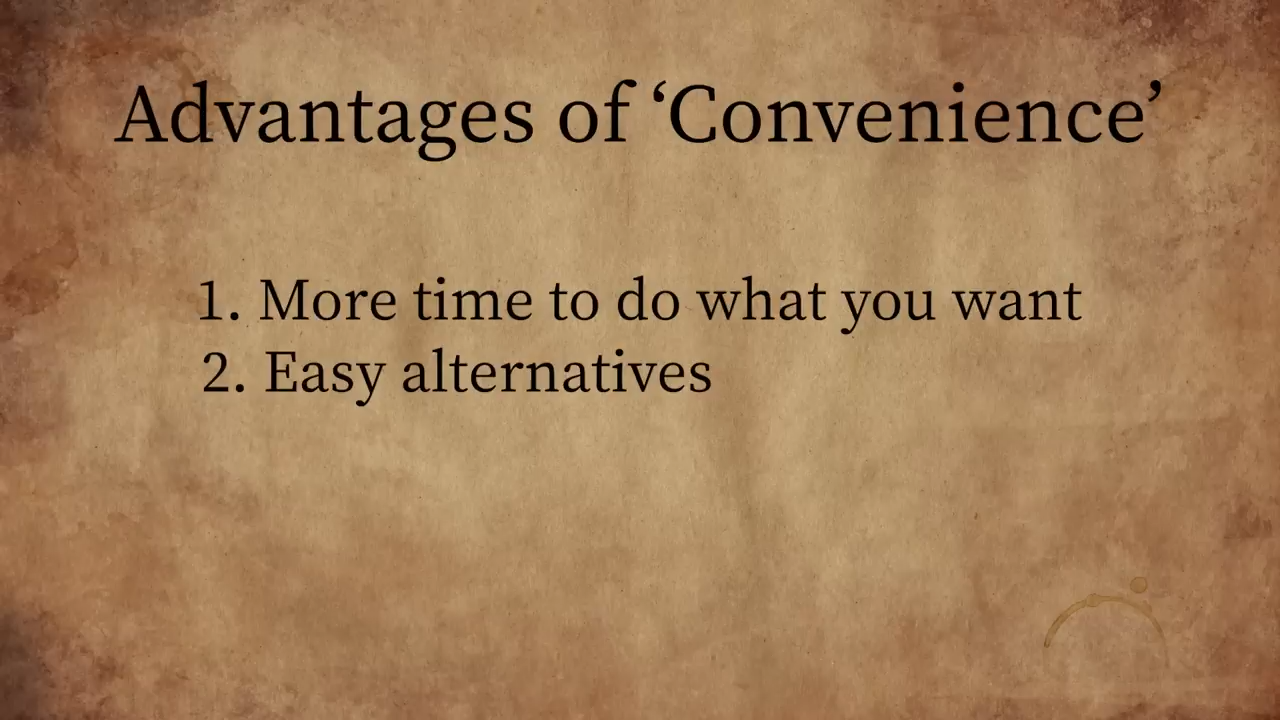 Advantages of ‘Convenience’
1. More time to do what you want
2. Easy alternatives